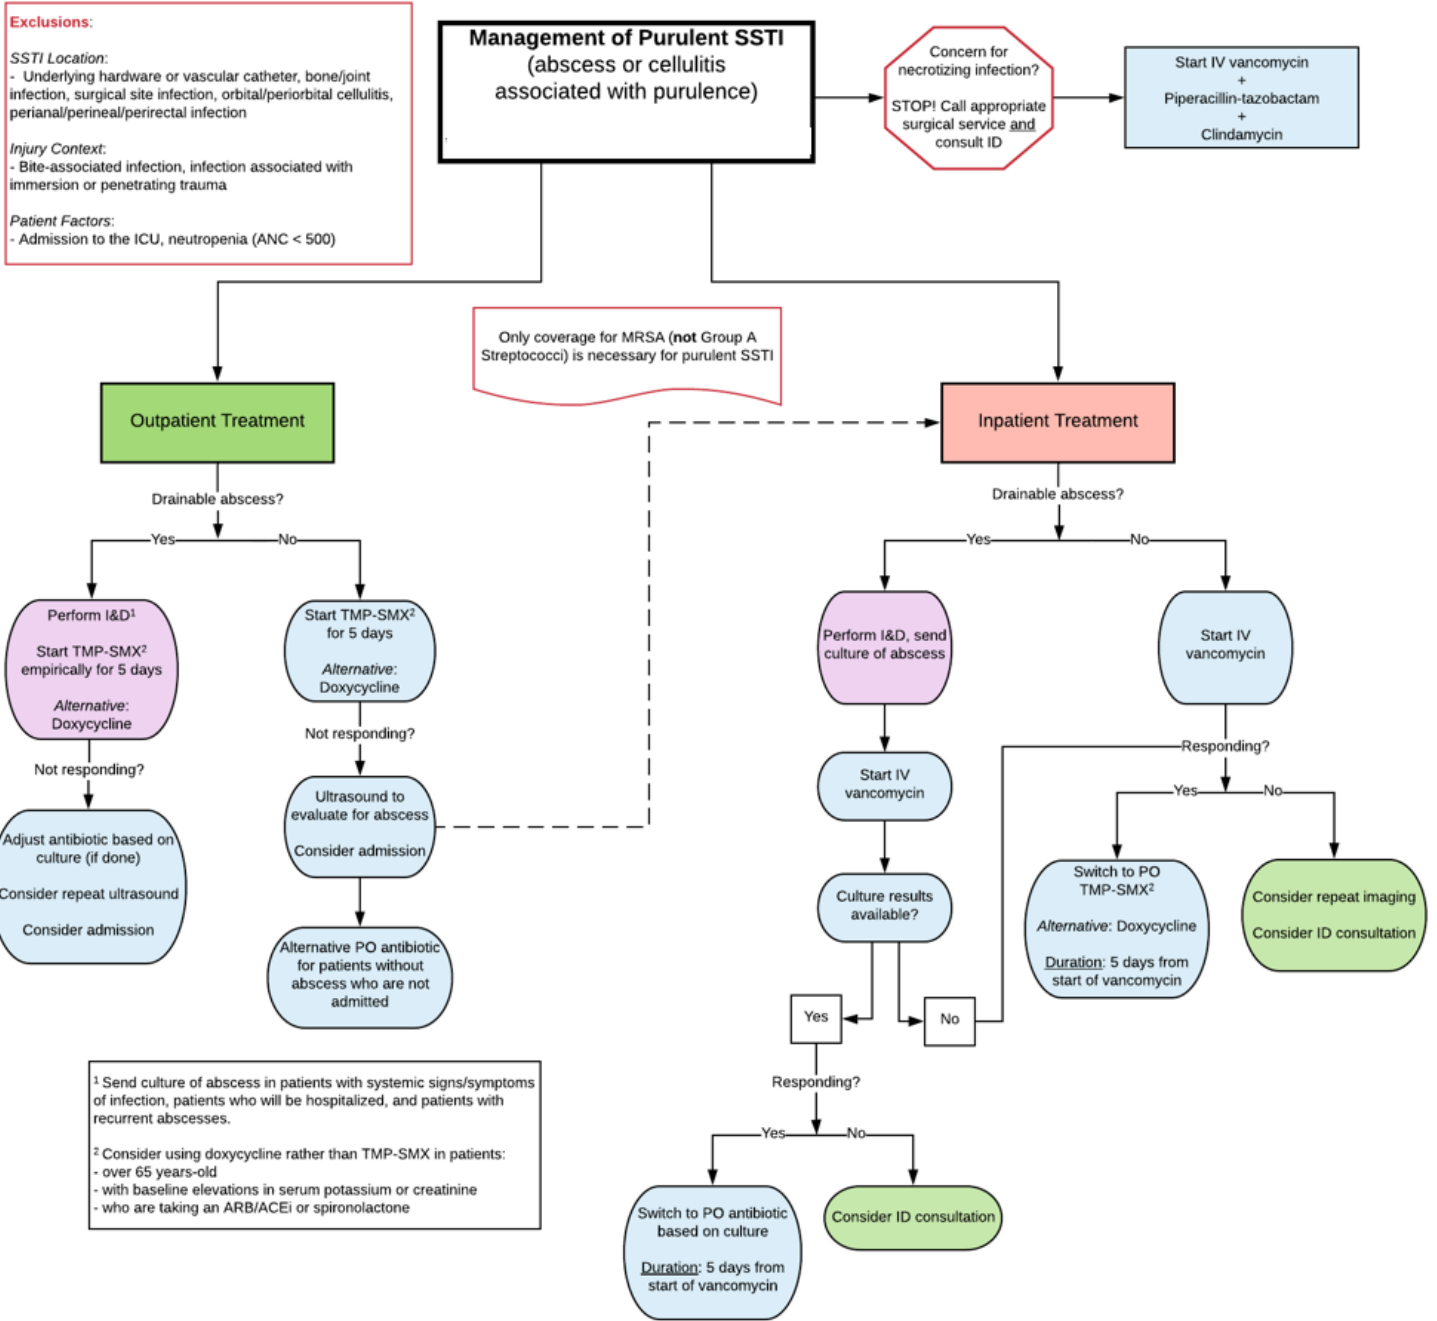 Exclusions:
SSTI Location:
- Underlying hardware or vascular catheter, bone/joint
infection, surgical site infection, orbital/periorbital cellulitis,
perianal/perineal/perirectal infection
Injury Context:
- Bite-associated infection, infection associated with
immersion or penetrating trauma
Patient Factors:
- Admission to the ICU, neutropenia (ANC < 500)
Management of Purulent SSTI
(abscess or cellulitis
associated with purulence)
Concern for
necrotizing infection?
STOP! Call appropriate
surgical service and
consult ID
Start IV vancomycin
+
Piperacillin-tazobactam
+
Clindamycin
Only coverage for MRSA (not Group A
Streptococci) is necessary for purulent SSTI
Outpatient Treatment
Drainable abscess?
Yes
No
Perform I&D¹
Start TMP-SMX²
empirically for 5 days
Alternative:
Doxycycline
Not responding?
Adjust antibiotic based on
culture (if done)
Consider repeat ultrasound
Consider admission
Start TMP-SMX²
for 5 days
Alternative:
Doxycycline
Not responding?
Ultrasound to
evaluate for abscess
Consider admission
Alternative PO antibiotic
for patients without
abscess who are not
admitted
Inpatient Treatment
Drainable abscess?
Yes
No
Perform I&D, send
culture of abscess
Start IV
vancomycin
Culture results
available?
Yes
No
Responding?
Yes
No
Switch to PO antibiotic
based on culture
Duration: 5 days from
start of vancomycin
Consider ID consultation
Start IV
vancomycin
Responding?
Yes
No
Switch to PO
TMP-SMX²
Alternative: Doxycycline
Duration: 5 days from
start of vancomycin
Consider repeat imaging
Consider ID consultation
¹ Send culture of abscess in patients with systemic signs/symptoms
of infection, patients who will be hospitalized, and patients with
recurrent abscesses.
² Consider using doxycycline rather than TMP-SMX in patients:
- over 65 years-old
- with baseline elevations in serum potassium or creatinine
- who are taking an ARB/ACEi or spironolactone